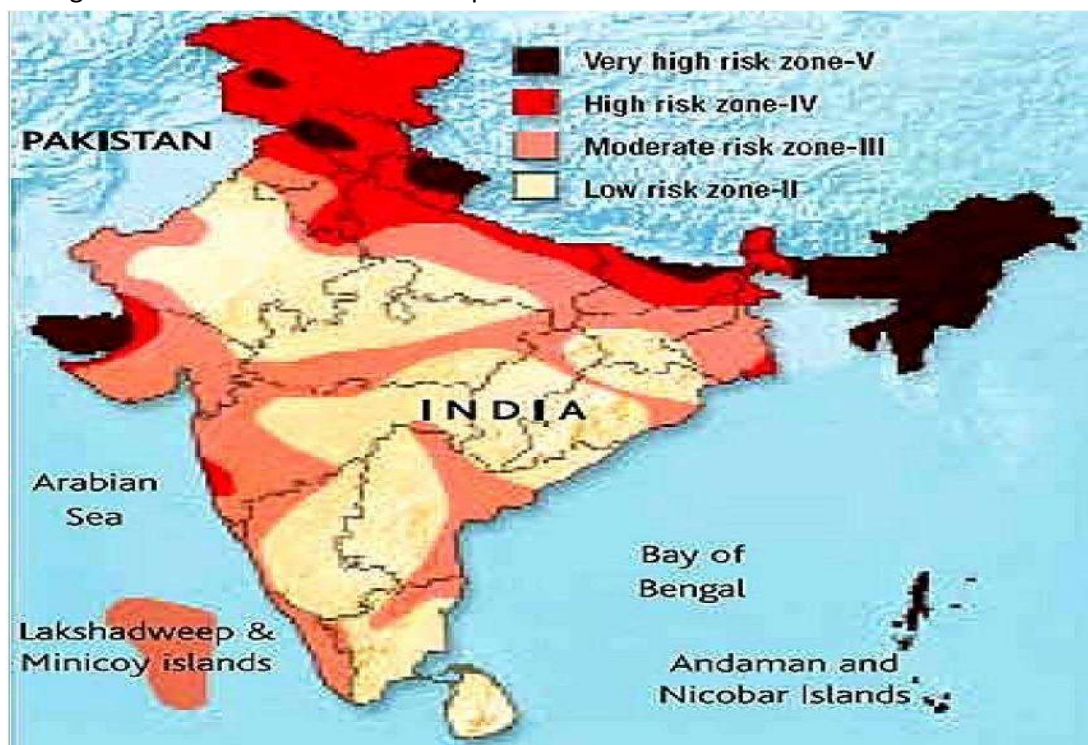 Very high risk zone-V
High risk zone-IV
Moderate risk zone-III
Low risk zone-II
PAKISTAN
INDIA
Arabian
Sea
Bay of
Bengal
Lakshadweep &
Minicoy islands
Andaman and
Nicobar Islands